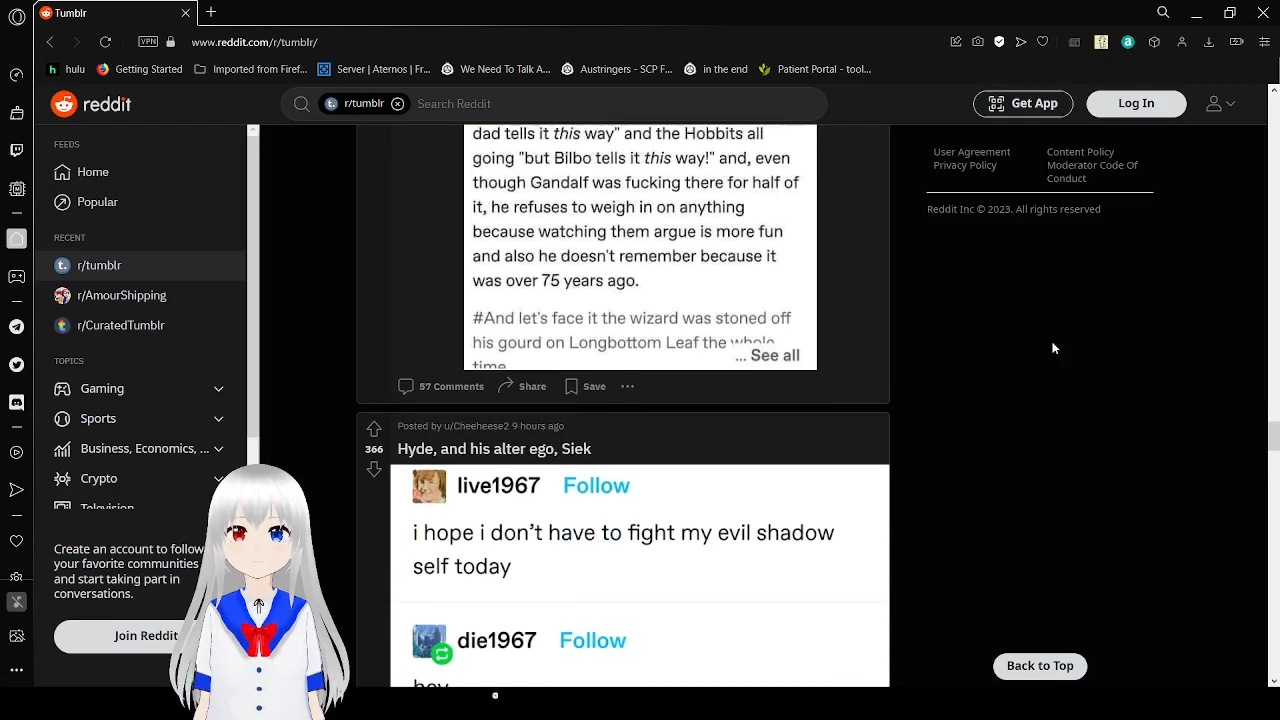 Tumblr
www.reddit.com/r/tumblr/
VPN
hulu
Getting Started
Imported from Firef...
Server | Aternos | Fr...
We Need To Talk A...
Austringers - SCP F...
in the end
Patient Portal - tool...
reddit
r/tumblr
Search Reddit
Get App
Log In
FEEDS
Home
Popular
RECENT
r/tumblr
r/AmourShipping
r/CuratedTumblr
TOPICS
Gaming
Sports
Business, Economics, ...
Crypto
Television
Create an account to follow
your favorite communities
and start taking part in
conversations.
Join Reddit
dad tells it this way" and the Hobbits all
going "but Bilbo tells it this way!" and, even
though Gandalf was fucking there for half of
it, he refuses to weigh in on anything
because watching them argue is more fun
and also he doesn't remember because it
was over 75 years ago.
#And let's face it the wizard was stoned off
his gourd on Longbottom Leaf the whole
time
... See all
57 Comments
Share
Save
Posted by u/Cheeheese2 9 hours ago
366
Hyde, and his alter ego, Siek
live1967 Follow
i hope i don't have to fight my evil shadow
self today
die1967 Follow
hey
User Agreement
Privacy Policy
Content Policy
Moderator Code Of
Conduct
Reddit Inc © 2023. All rights reserved
Back to Top